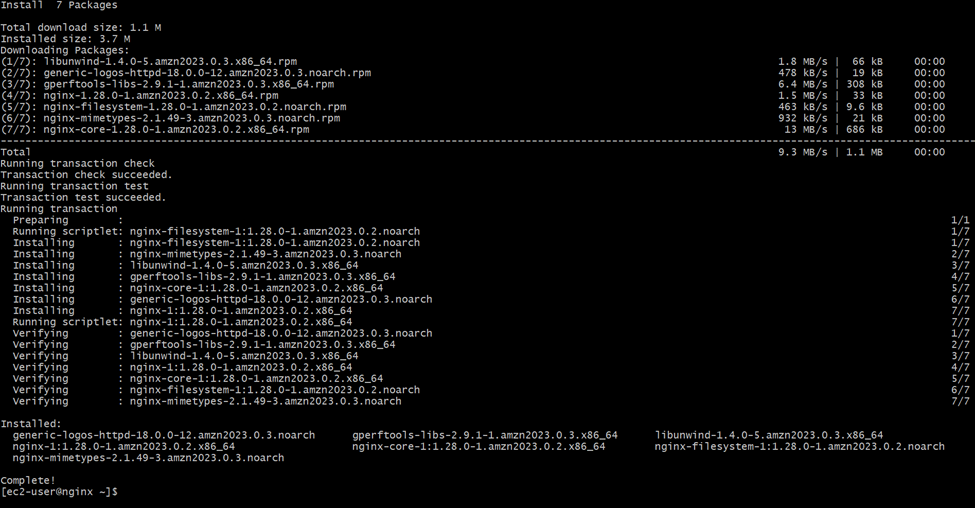 Install  7 Packages
Total download size: 1.1 M
Installed size: 3.7 M
Downloading Packages:
(1/7): libunwind-1.4.0-5.amzn2023.0.3.x86_64.rpm                                1.8 MB/s |  66 kB     00:00
(2/7): generic-logos-httpd-18.0.0-12.amzn2023.0.3.noarch.rpm                    478 kB/s |  19 kB     00:00
(3/7): gperftools-libs-2.9.1-1.amzn2023.0.3.x86_64.rpm                          6.4 MB/s | 308 kB     00:00
(4/7): nginx-1.28.0-1.amzn2023.0.2.x86_64.rpm                                   1.5 MB/s |  33 kB     00:00
(5/7): nginx-filesystem-1.28.0-1.amzn2023.0.2.noarch.rpm                        463 kB/s | 9.6 kB     00:00
(6/7): nginx-mimetypes-2.1.49-3.amzn2023.0.3.noarch.rpm                         932 kB/s |  21 kB     00:00
(7/7): nginx-core-1.28.0-1.amzn2023.0.2.x86_64.rpm                               13 MB/s | 686 kB     00:00
--------------------------------------------------------------------------------
Total                                                                           9.3 MB/s | 1.1 MB     00:00
Running transaction check
Transaction check succeeded.
Running transaction test
Transaction test succeeded.
Running transaction
  Preparing        :                                                        1/1
  Running scriptlet: nginx-filesystem-1:1.28.0-1.amzn2023.0.2.noarch        1/7
  Installing       : nginx-filesystem-1:1.28.0-1.amzn2023.0.2.noarch        1/7
  Installing       : nginx-mimetypes-2.1.49-3.amzn2023.0.3.noarch           2/7
  Installing       : libunwind-1.4.0-5.amzn2023.0.3.x86_64                  3/7
  Installing       : gperftools-libs-2.9.1-1.amzn2023.0.3.x86_64            4/7
  Installing       : nginx-core-1:1.28.0-1.amzn2023.0.2.x86_64              5/7
  Installing       : generic-logos-httpd-18.0.0-12.amzn2023.0.3.noarch      6/7
  Installing       : nginx-1:1.28.0-1.amzn2023.0.2.x86_64                   7/7
  Running scriptlet: nginx-1:1.28.0-1.amzn2023.0.2.x86_64                   7/7
  Verifying        : generic-logos-httpd-18.0.0-12.amzn2023.0.3.noarch      1/7
  Verifying        : gperftools-libs-2.9.1-1.amzn2023.0.3.x86_64            2/7
  Verifying        : libunwind-1.4.0-5.amzn2023.0.3.x86_64                  3/7
  Verifying        : nginx-1:1.28.0-1.amzn2023.0.2.x86_64                   4/7
  Verifying        : nginx-core-1:1.28.0-1.amzn2023.0.2.x86_64              5/7
  Verifying        : nginx-filesystem-1:1.28.0-1.amzn2023.0.2.noarch        6/7
  Verifying        : nginx-mimetypes-2.1.49-3.amzn2023.0.3.noarch           7/7
Installed:
  generic-logos-httpd-18.0.0-12.amzn2023.0.3.noarch      gperftools-libs-2.9.1-1.amzn2023.0.3.x86_64      libunwind-1.4.0-5.amzn2023.0.3.x86_64
  nginx-1:1.28.0-1.amzn2023.0.2.x86_64                   nginx-core-1:1.28.0-1.amzn2023.0.2.x86_64        nginx-filesystem-1:1.28.0-1.amzn2023.0.2.noarch
  nginx-mimetypes-2.1.49-3.amzn2023.0.3.noarch
Complete!
[ec2-user@nginx ~]$